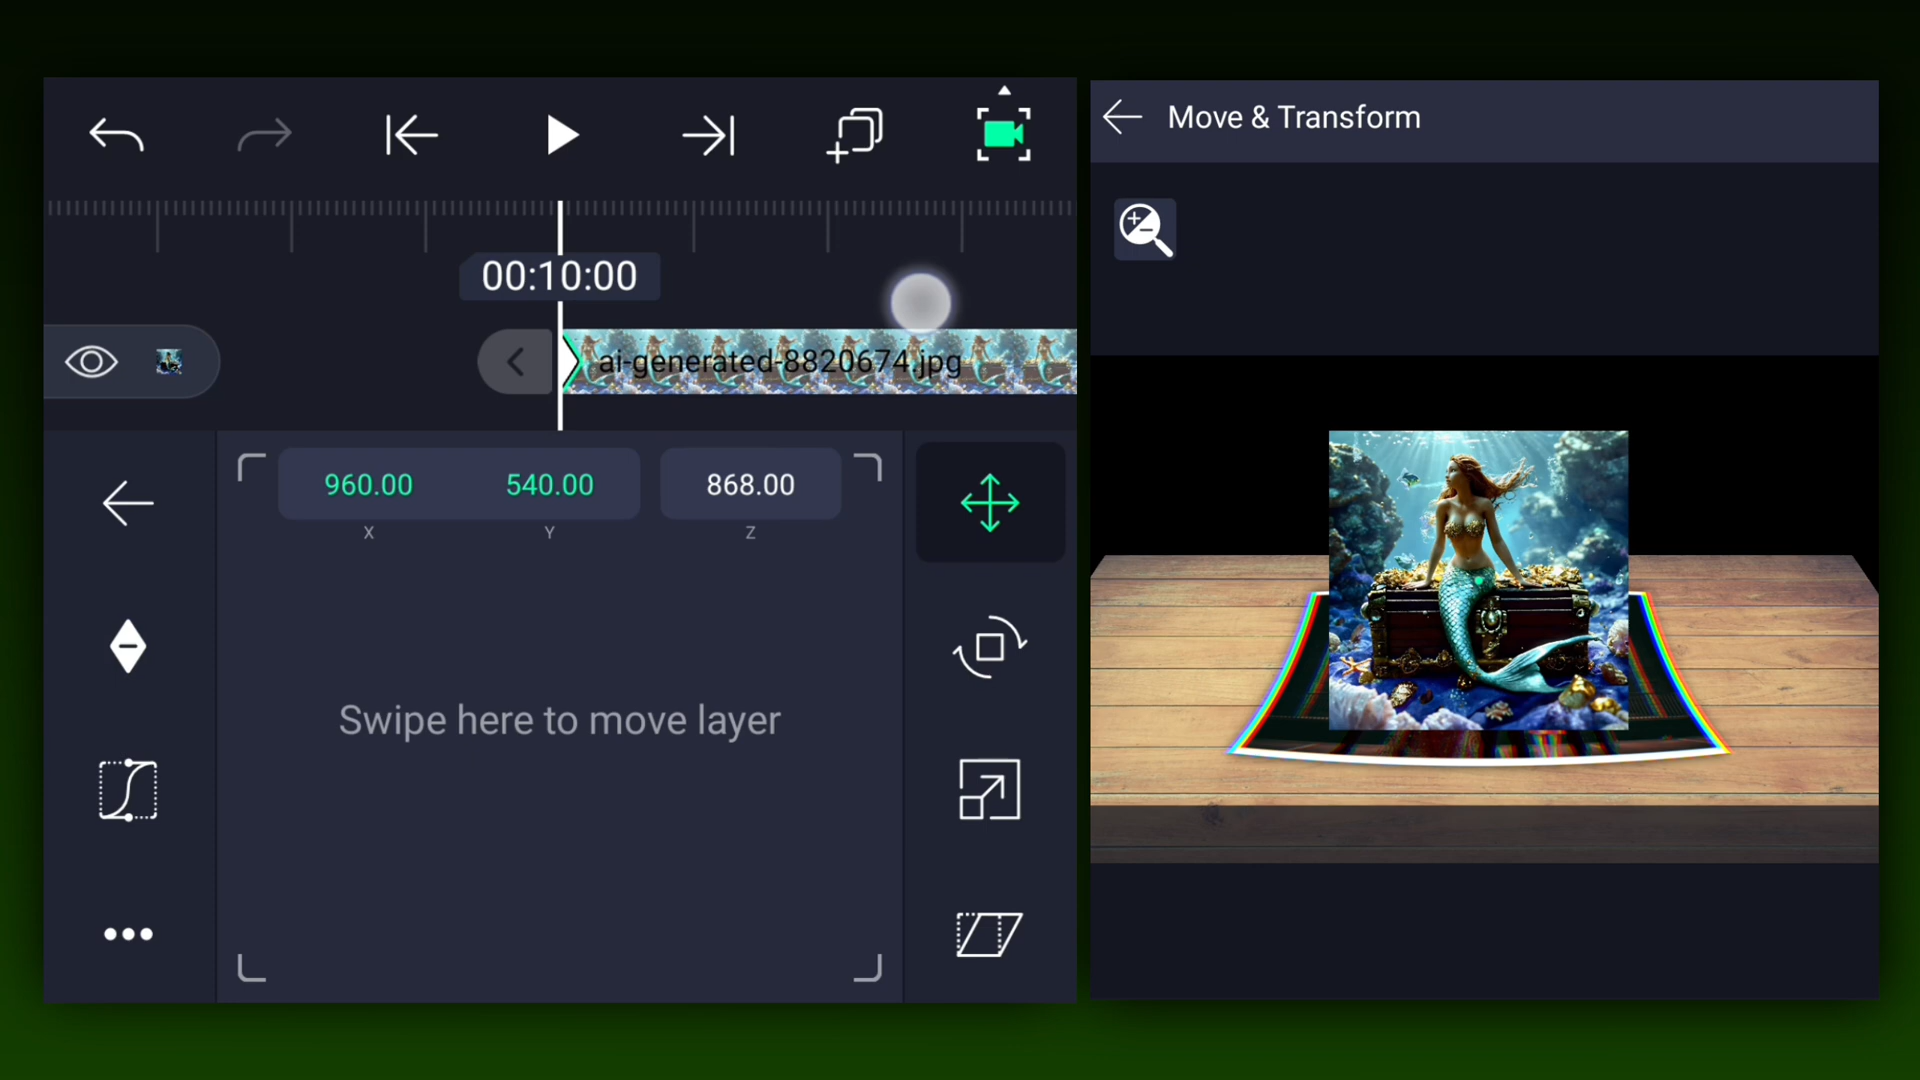 Move & Transform
00:10:00
ai-generated-8820674.jpg
960.00 540.00 868.00
X Y Z
Swipe here to move layer